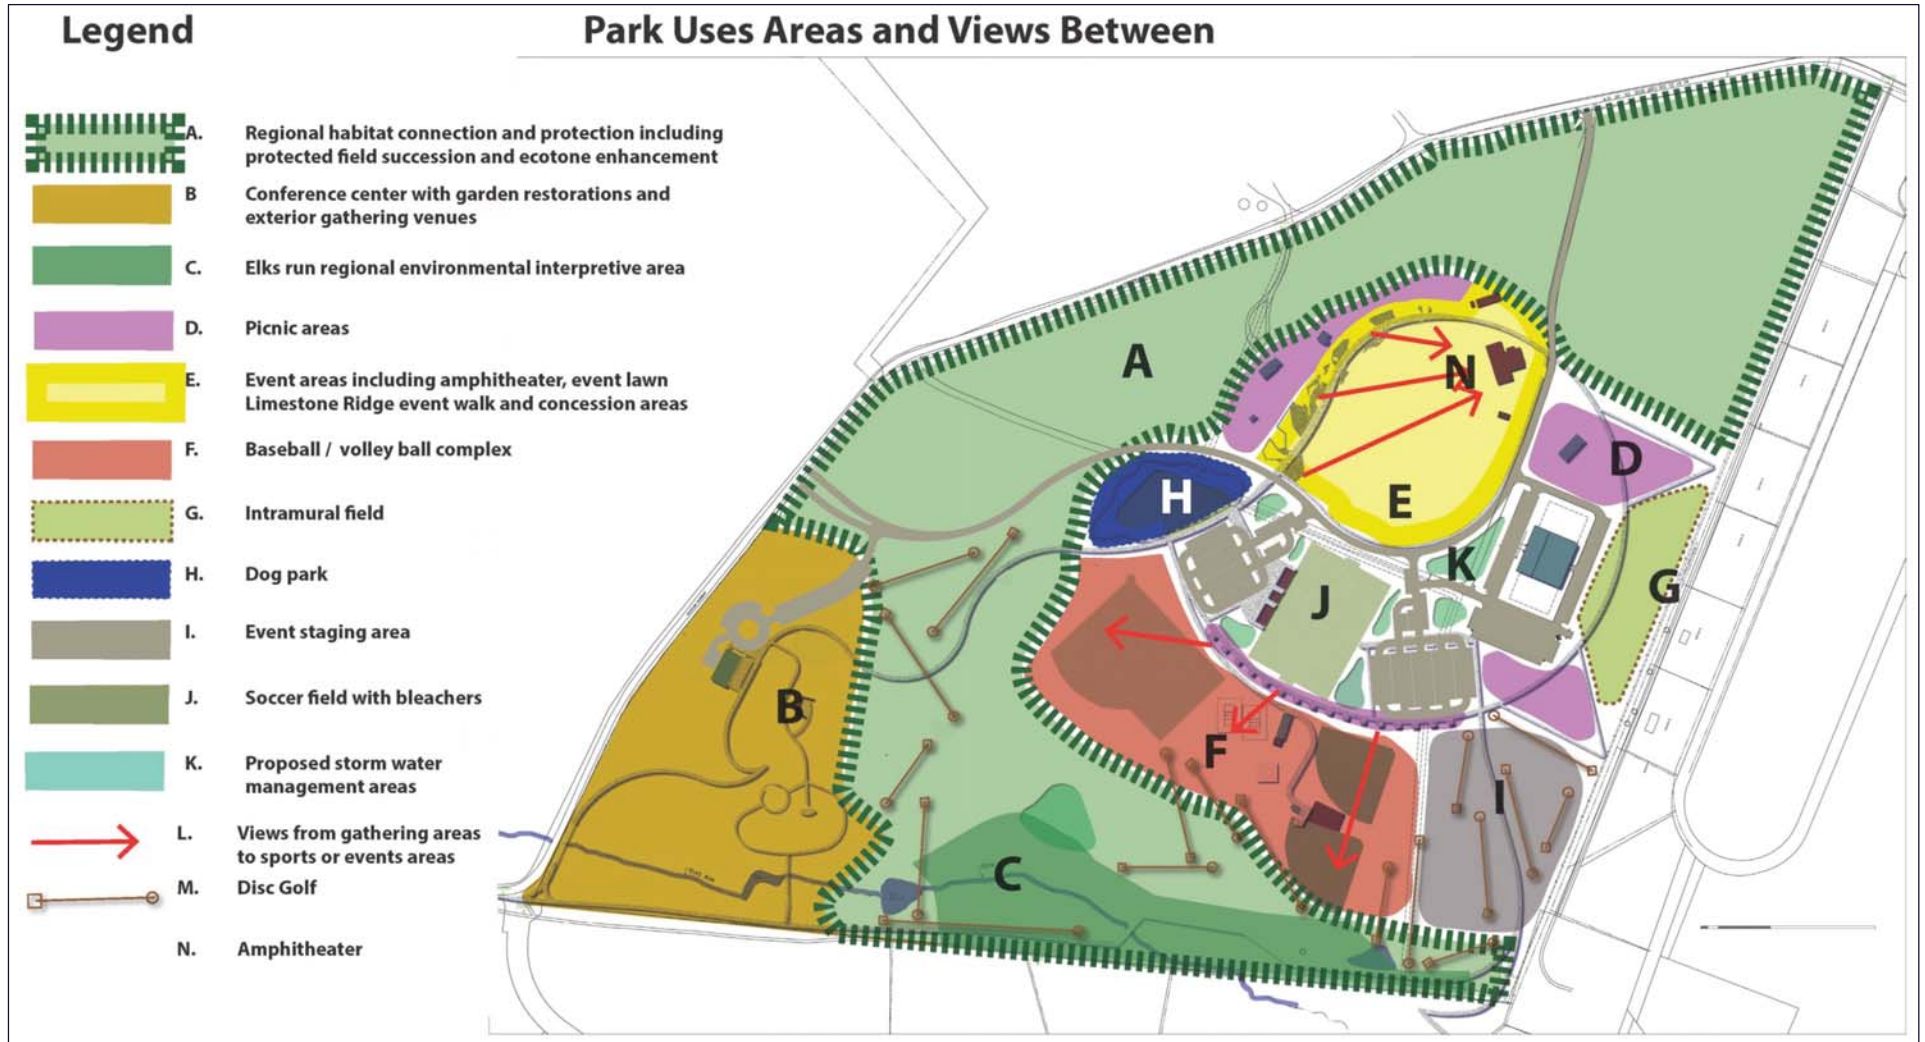 Legend
Park Uses Areas and Views Between
A. Regional habitat connection and protection including
protected field succession and ecotone enhancement
B Conference center with garden restorations and
exterior gathering venues
C. Elks run regional environmental interpretive area
D. Picnic areas
E. Event areas including amphitheater, event lawn
Limestone Ridge event walk and concession areas
F. Baseball / volley ball complex
G. Intramural field
H. Dog park
I. Event staging area
J. Soccer field with bleachers
K. Proposed storm water
management areas
L. Views from gathering areas
to sports or events areas
M. Disc Golf
N. Amphitheater
A
N
D
H
E
K
G
J
B
F
I
C